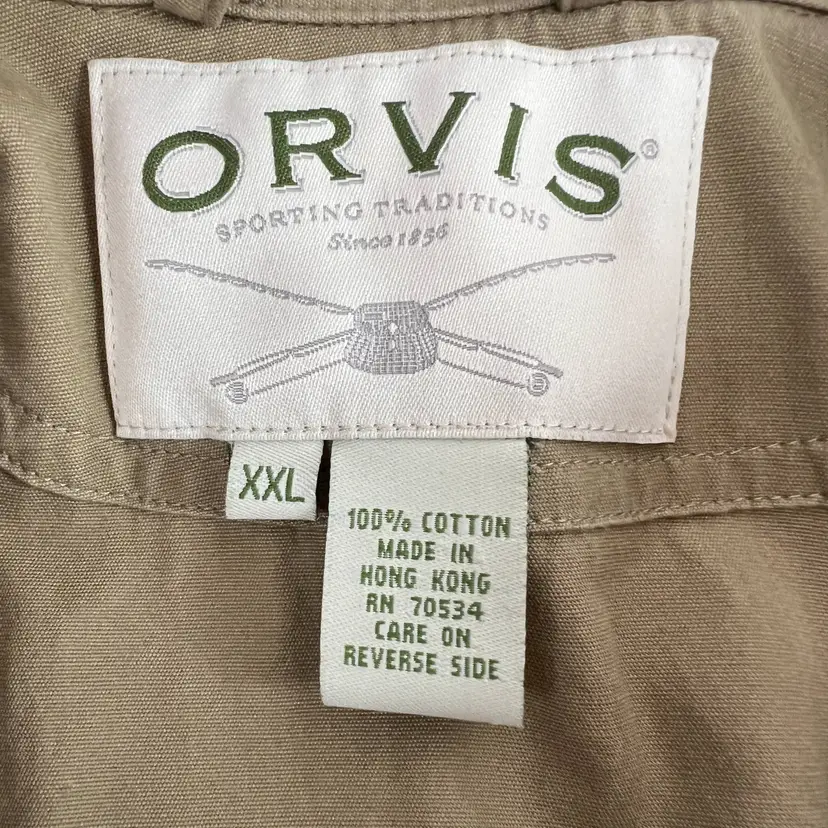 ORVIS®
SPORTING TRADITIONS
Since 1856
XXL
100% COTTON
MADE IN
HONG KONG
RN 70534
CARE ON
REVERSE SIDE